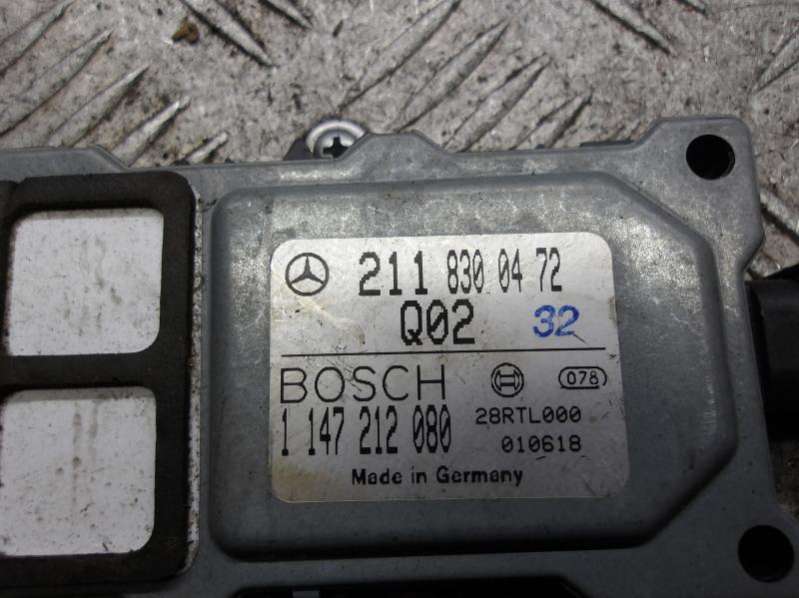 211 830 04 72
Q02 32
BOSCH 078
1 147 212 080 28RTL000
010618
Made in Germany